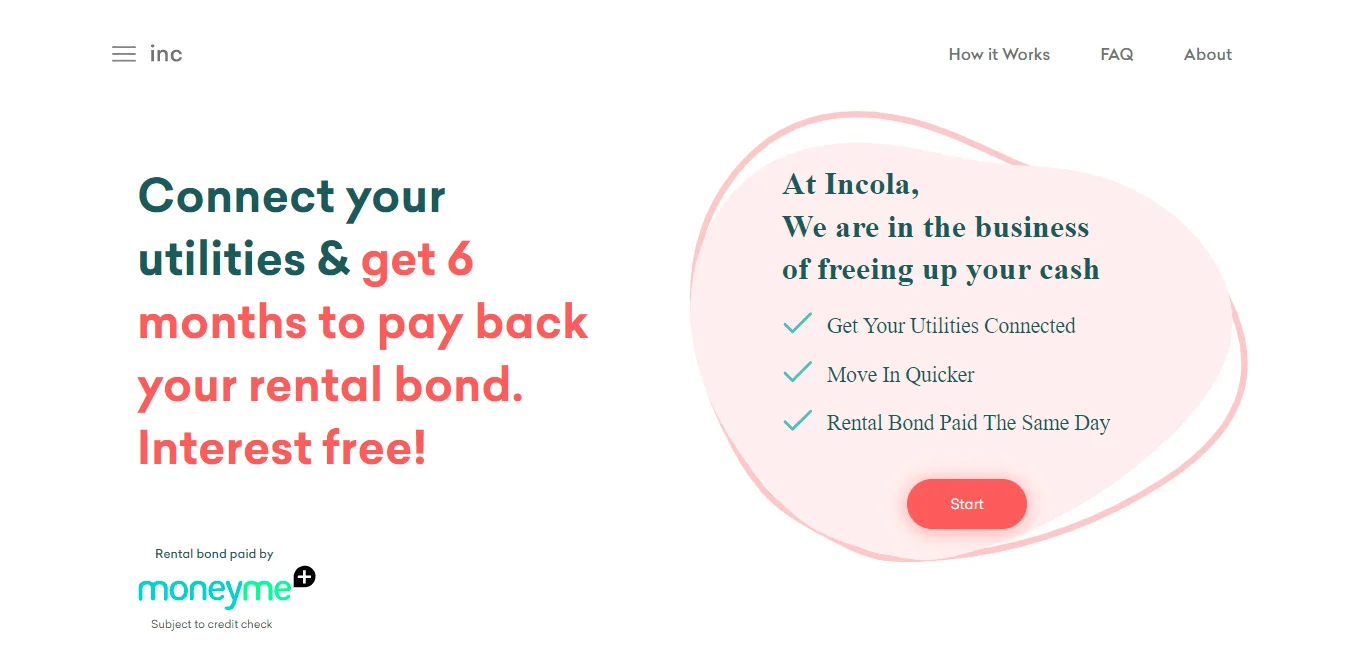 inc
How it Works
FAQ
About
Connect your
utilities & get 6
months to pay back
your rental bond.
Interest free!
Rental bond paid by
moneyme+
Subject to credit check
At Incola,
We are in the business
of freeing up your cash
Get Your Utilities Connected
Move In Quicker
Rental Bond Paid The Same Day
Start